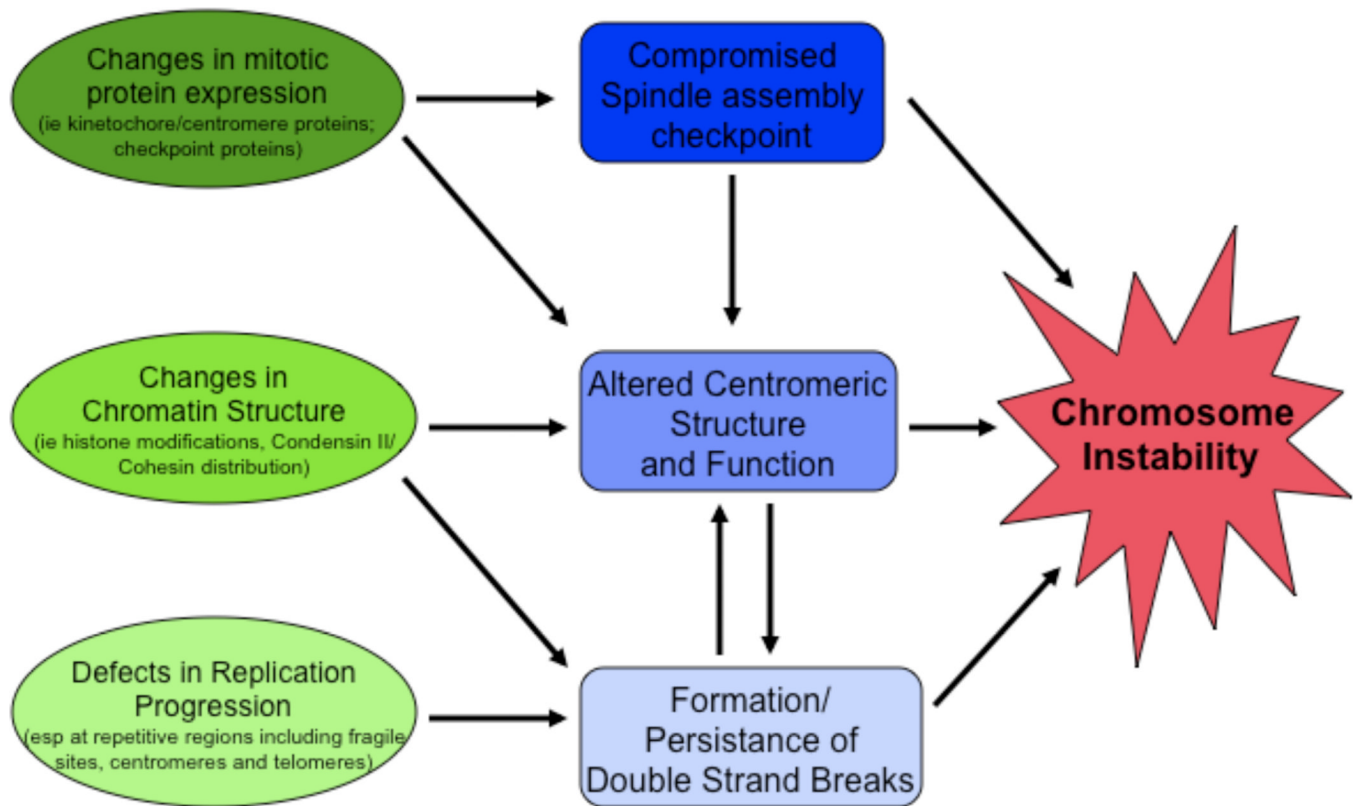 Changes in mitotic
protein expression
(ie kinetochore/centromere proteins;
checkpoint proteins)
Compromised
Spindle assembly
checkpoint
Changes in
Chromatin Structure
(ie histone modifications, Condensin II/
Cohesin distribution)
Altered Centromeric
Structure
and Function
Chromosome
Instability
Defects in Replication
Progression
(esp at repetitive regions including fragile
sites, centromeres and telomeres)
Formation/
Persistance of
Double Strand Breaks